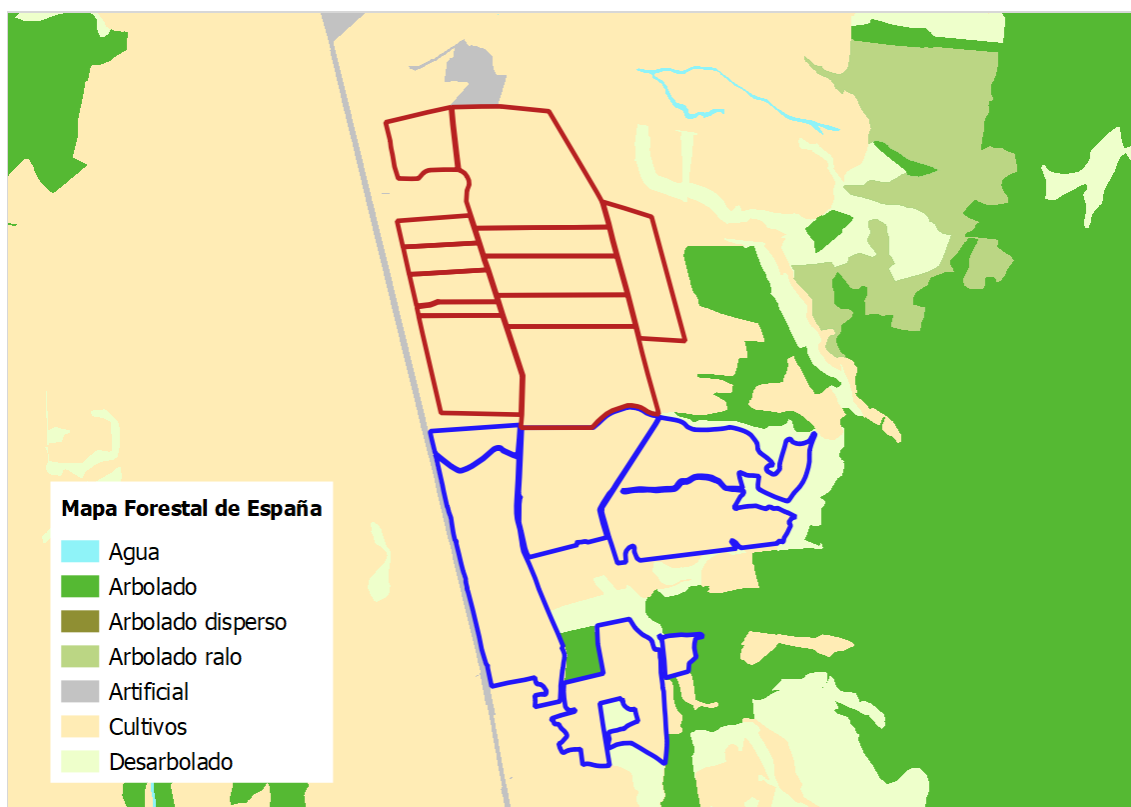 Mapa Forestal de España
Agua
Arbolado
Arbolado disperso
Arbolado ralo
Artificial
Cultivos
Desarbolado